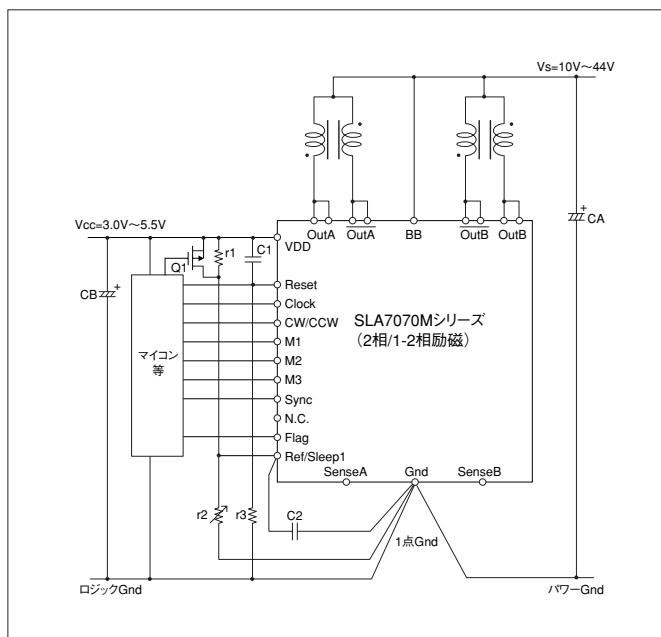 Vs=10V～44V
Vcc=3.0V～5.5V
CA
+
OutA
OutA
BB
OutB
OutB
VDD
r1
C1
Q1
CB
+
Reset
Clock
CW/CCW
M1
M2
M3
Sync
N.C.
Flag
Ref/Sleep1
SLA7070Mシリーズ
（2相/1-2相励磁）
マイコン
等
SenseA
Gnd
SenseB
r2
r3
C2
1点Gnd
ロジックGnd
パワーGnd